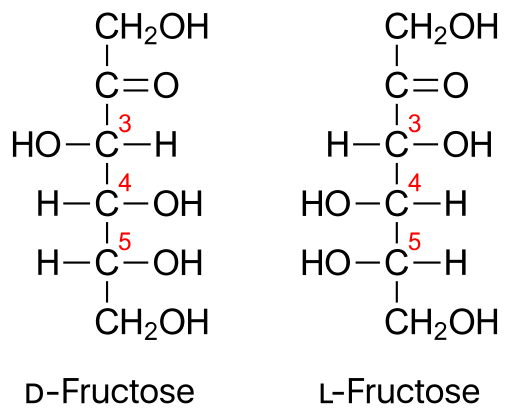 CH₂OH CH₂OH
C=O C=O
3 3
HO–C–H H–C–OH
4 4
H–C–OH HO–C–H
5 5
H–C–OH HO–C–H
CH₂OH CH₂OH
D-Fructose L-Fructose